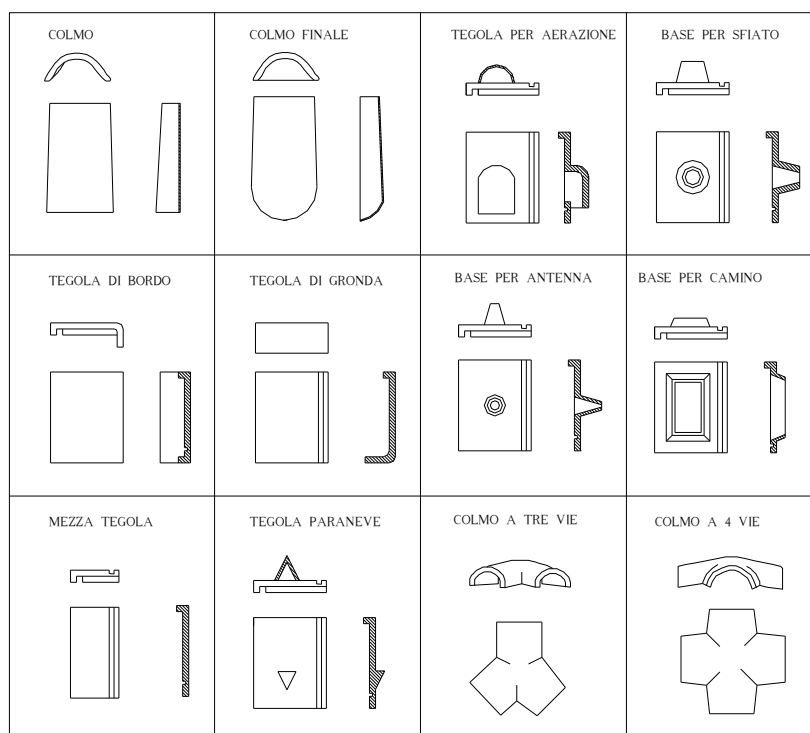 COLMO
COLMO FINALE
TEGOLA PER AERAZIONE
BASE PER SFIATO
TEGOLA DI BORDO
TEGOLA DI GRONDA
BASE PER ANTENNA
BASE PER CAMINO
MEZZA TEGOLA
TEGOLA PARANEVE
COLMO A TRE VIE
COLMO A 4 VIE